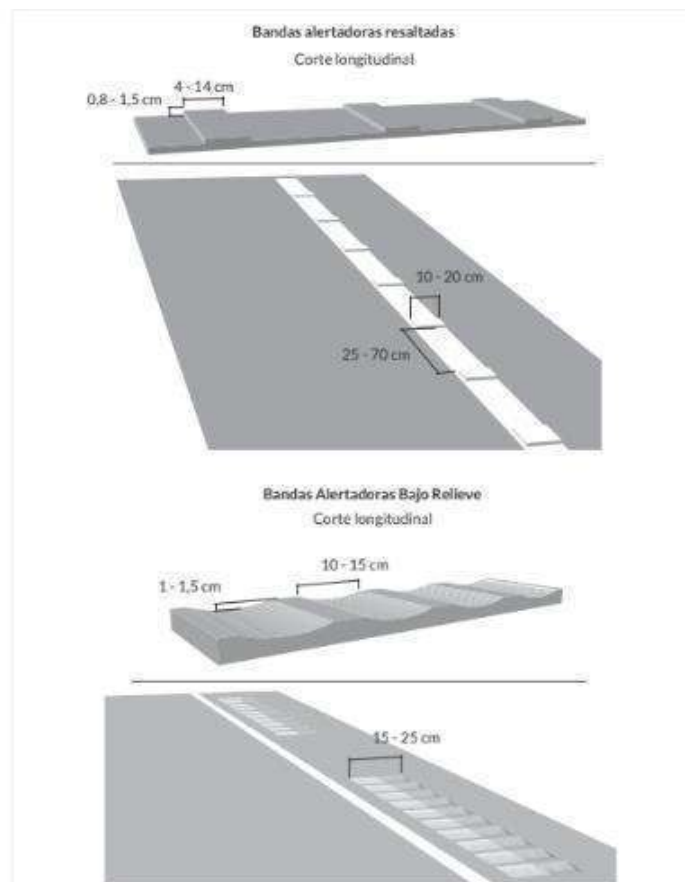 Bandas alertadoras resaltadas
Corte longitudinal
4 - 14 cm
0,8 - 1,5 cm
10 - 20 cm
25 - 70 cm
Bandas Alertadoras Bajo Relieve
Corte longitudinal
10 - 15 cm
1 - 1,5 cm
15 - 25 cm